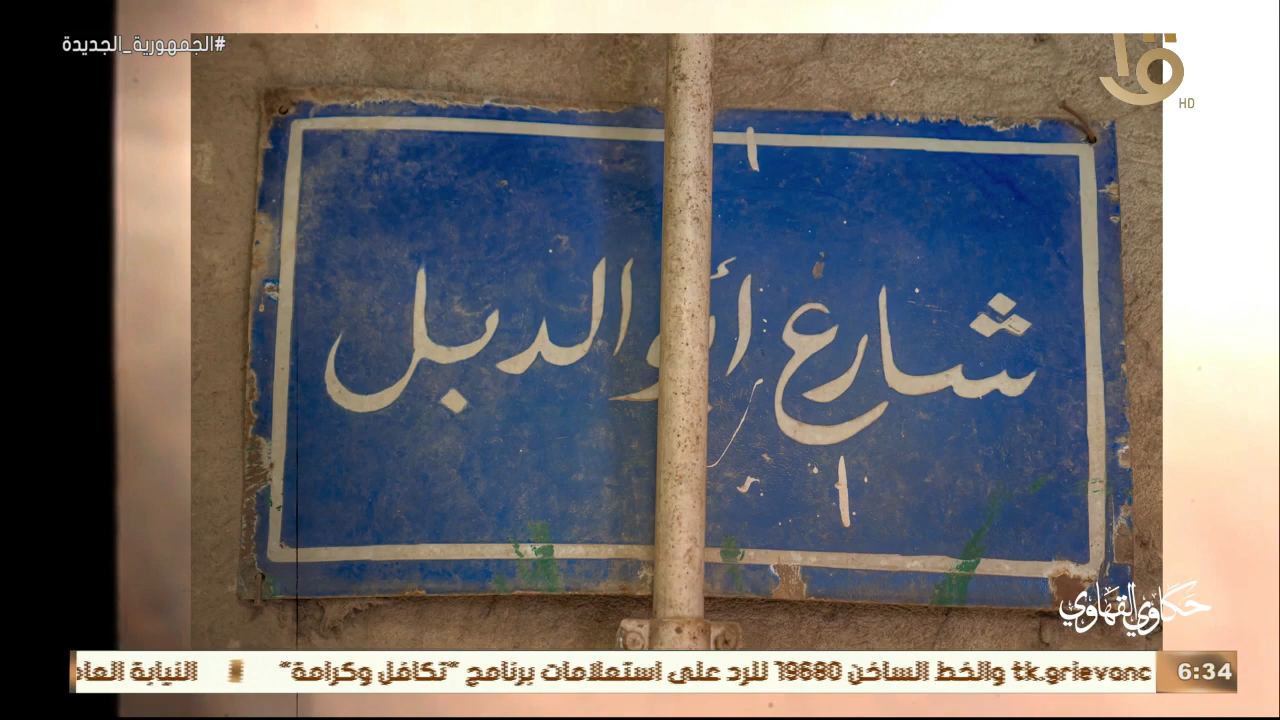 #الجمهورية_الجديدة
HD
شارع أبو الدبل
حكاوي القهاوي
6:34
tk.grievanc والخط الساخن 19680 للرد على استعلامات برنامج "تكافل وكرامة" النيابة العا